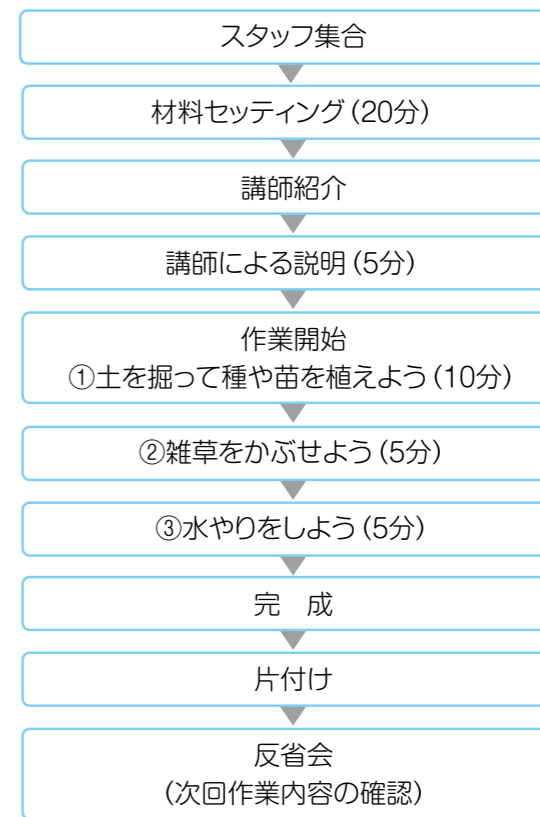 スタッフ集合
材料セッティング（20分）
講師紹介
講師による説明（5分）
作業開始
①土を掘って種や苗を植えよう（10分）
②雑草をかぶせよう（5分）
③水やりをしよう（5分）
完　成
片付け
反省会
（次回作業内容の確認）